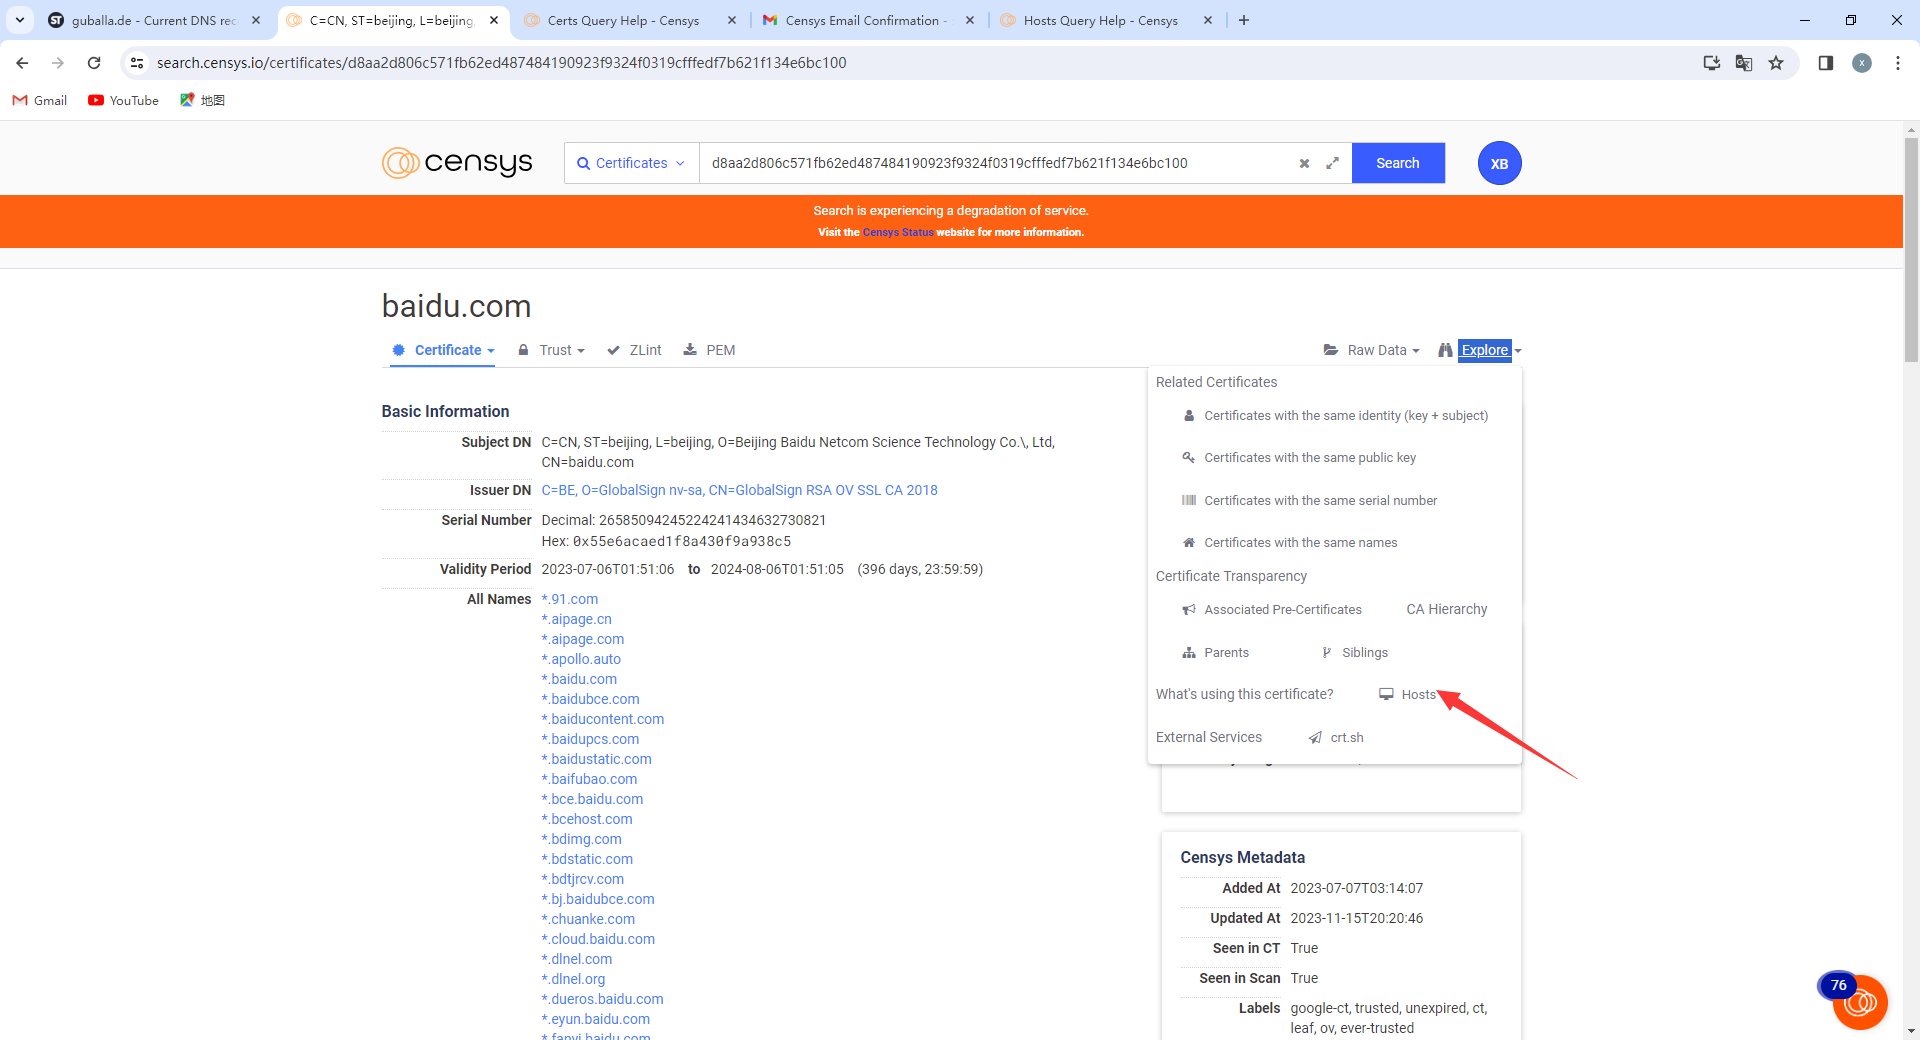 guballa.de - Current DNS rec
C=CN, ST=beijing, L=beijing,
Certs Query Help - Censys
Censys Email Confirmation -
Hosts Query Help - Censys
search.censys.io/certificates/d8aa2d806c571fb62ed487484190923f9324f0319cfffedf7b621f134e6bc100
X
Gmail
YouTube
地图
censys
Certificates
d8aa2d806c571fb62ed487484190923f9324f0319cfffedf7b621f134e6bc100
Search
XB
Search is experiencing a degradation of service.
Visit the Censys Status website for more information.
baidu.com
Certificate
Trust
ZLint
PEM
Raw Data
Explore
Basic Information
Subject DN C=CN, ST=beijing, L=beijing, O=Beijing Baidu Netcom Science Technology Co.\, Ltd,
CN=baidu.com
Issuer DN C=BE, O=GlobalSign nv-sa, CN=GlobalSign RSA OV SSL CA 2018
Serial Number Decimal: 26585094245224241434632730821
Hex: 0x55e6acaed1f8a430f9a938c5
Validity Period 2023-07-06T01:51:06 to 2024-08-06T01:51:05 (396 days, 23:59:59)
All Names *.91.com
*.aipage.cn
*.aipage.com
*.apollo.auto
*.baidu.com
*.baidubce.com
*.baiducontent.com
*.baidupcs.com
*.baidustatic.com
*.baifubao.com
*.bce.baidu.com
*.bcehost.com
*.bdimg.com
*.bdstatic.com
*.bdtjrcv.com
*.bj.baidubce.com
*.chuanke.com
*.cloud.baidu.com
*.dlnel.com
*.dlnel.org
*.dueros.baidu.com
*.eyun.baidu.com
*.fanyi.baidu.com
Related Certificates
Certificates with the same identity (key + subject)
Certificates with the same public key
Certificates with the same serial number
Certificates with the same names
Certificate Transparency
Associated Pre-Certificates
CA Hierarchy
Parents
Siblings
What's using this certificate?
Hosts
External Services
crt.sh
Censys Metadata
Added At 2023-07-07T03:14:07
Updated At 2023-11-15T20:20:46
Seen in CT True
Seen in Scan True
Labels google-ct, trusted, unexpired, ct,
leaf, ov, ever-trusted
76